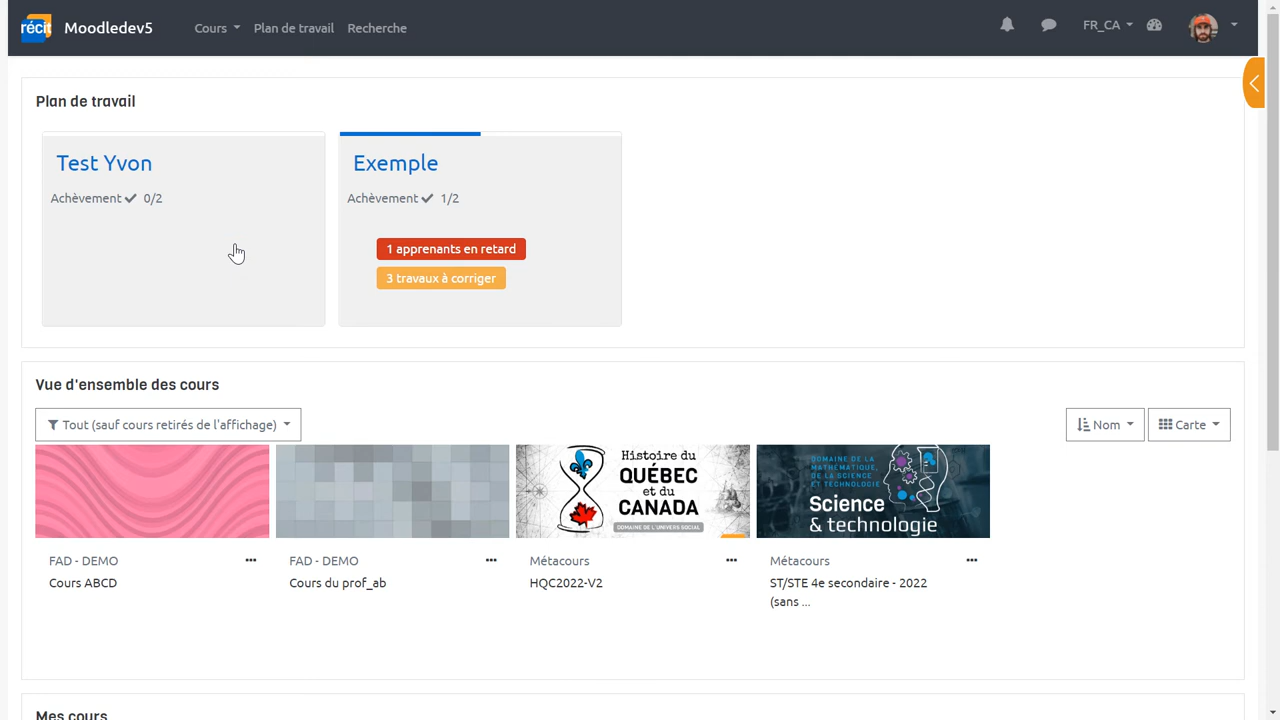 récit Moodledev5 Cours Plan de travail Recherche FR_CA
Plan de travail
Test Yvon
Achèvement 0/2
Exemple
Achèvement 1/2
1 apprenants en retard
3 travaux à corriger
Vue d'ensemble des cours
Tout (sauf cours retirés de l'affichage)
Nom
Carte
Histoire du
QUÉBEC
et du
CANADA
DOMAINE DE L'UNIVERS SOCIAL
DOMAINE DE LA
MATHÉMATIQUE,
DE LA SCIENCE
ET TECHNOLOGIE
Science
& technologie
FAD - DEMO
Cours ABCD
FAD - DEMO
Cours du prof_ab
Métacours
HQC2022-V2
Métacours
ST/STE 4e secondaire - 2022
(sans ...
Mes cours